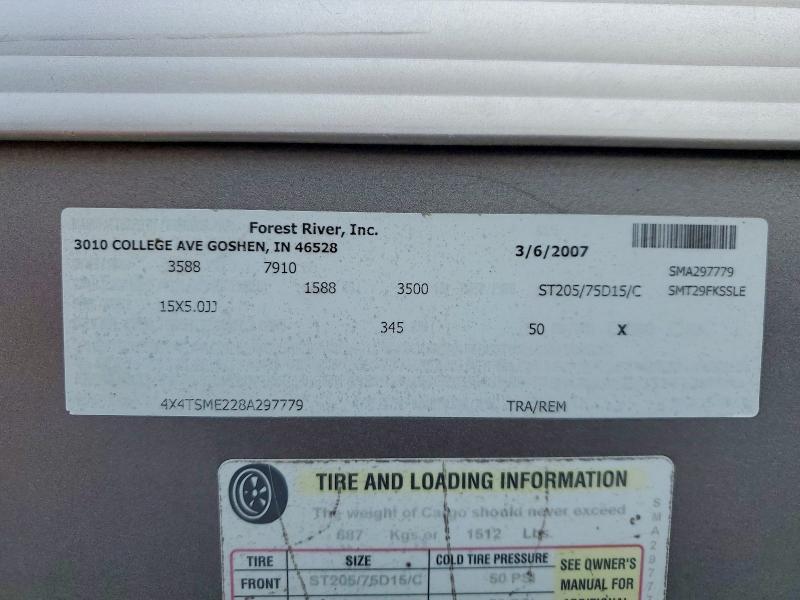 Forest River, Inc.
3010 COLLEGE AVE GOSHEN, IN 46528
3/6/2007
3588 7910
SMA297779
1588 3500 ST205/75D15/C SMT29FKSSLE
15X5.0JJ
345 50 X
4X4TSME228A297779 TRA/REM
TIRE AND LOADING INFORMATION
The weight of Cargo should never exceed
687 Kgs or 1512 Lbs.
TIRE SIZE COLD TIRE PRESSURE SEE OWNER'S
FRONT ST205/75D15/C 50 PSI MANUAL FOR
ADDITIONAL